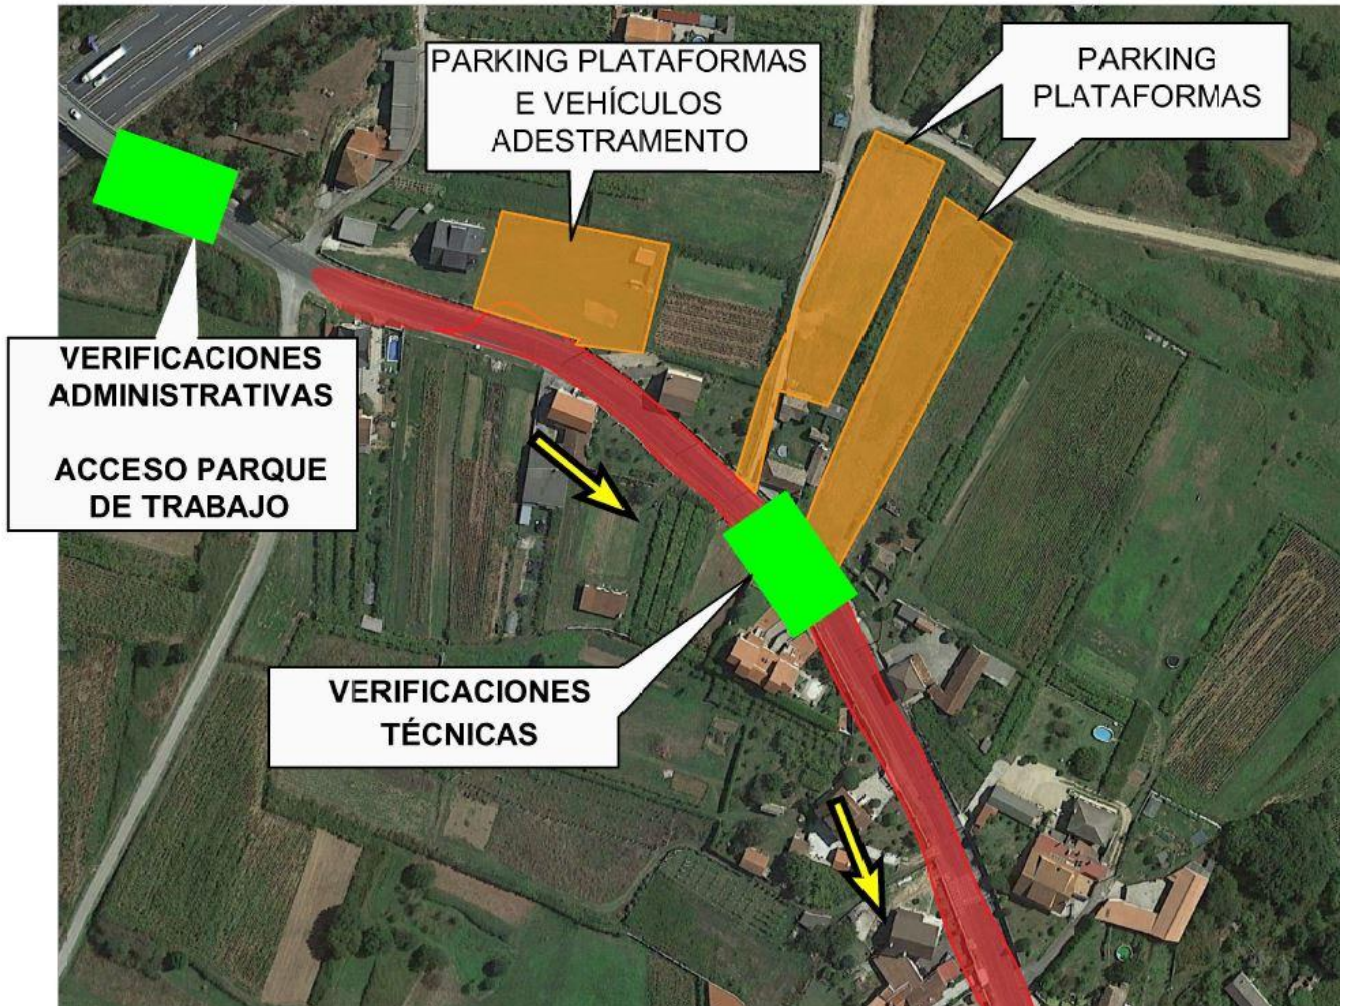 PARKING PLATAFORMAS
E VEHÍCULOS
ADESTRAMENTO
PARKING
PLATAFORMAS
VERIFICACIONES
ADMINISTRATIVAS
ACCESO PARQUE
DE TRABAJO
VERIFICACIONES
TÉCNICAS